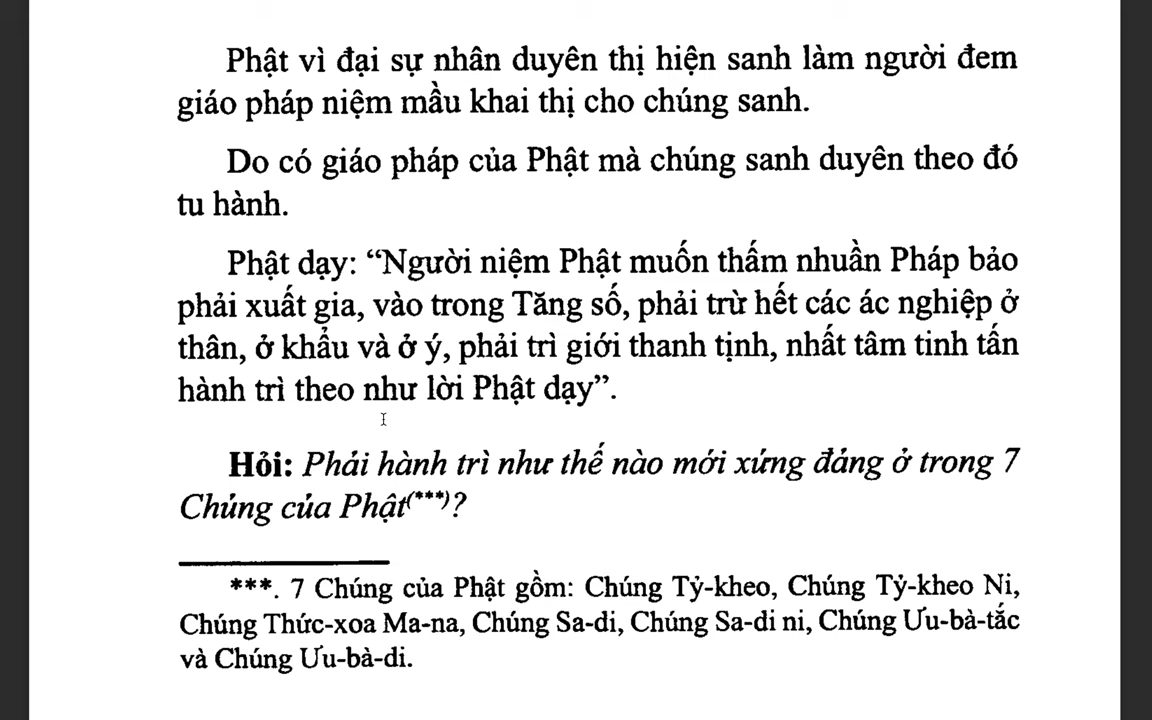 Phật vì đại sự nhân duyên thị hiện sanh làm người đem
giáo pháp niệm mầu khai thị cho chúng sanh.
Do có giáo pháp của Phật mà chúng sanh duyên theo đó
tu hành.
Phật dạy: “Người niệm Phật muốn thấm nhuần Pháp bảo
phải xuất gia, vào trong Tăng số, phải trừ hết các ác nghiệp ở
thân, ở khẩu và ở ý, phải trì giới thanh tịnh, nhất tâm tinh tấn
hành trì theo như lời Phật dạy”.
Hỏi: Phải hành trì như thế nào mới xứng đáng ở trong 7
Chúng của Phật(***)?
***. 7 Chúng của Phật gồm: Chúng Tỷ-kheo, Chúng Tỷ-kheo Ni,
Chúng Thức-xoa Ma-na, Chúng Sa-di, Chúng Sa-di ni, Chúng Ưu-bà-tắc
và Chúng Ưu-bà-di.